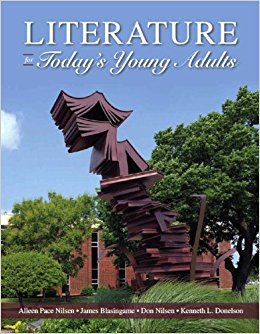 LITERATURE
for Today's Young Adults
Alleen Pace Nilsen • James Blasingame • Don Nilsen • Kenneth L. Donelson